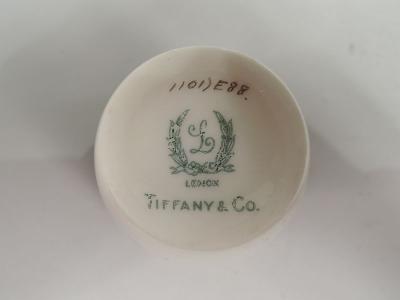 1101)E88.
L
LENOX
TIFFANY & CO.